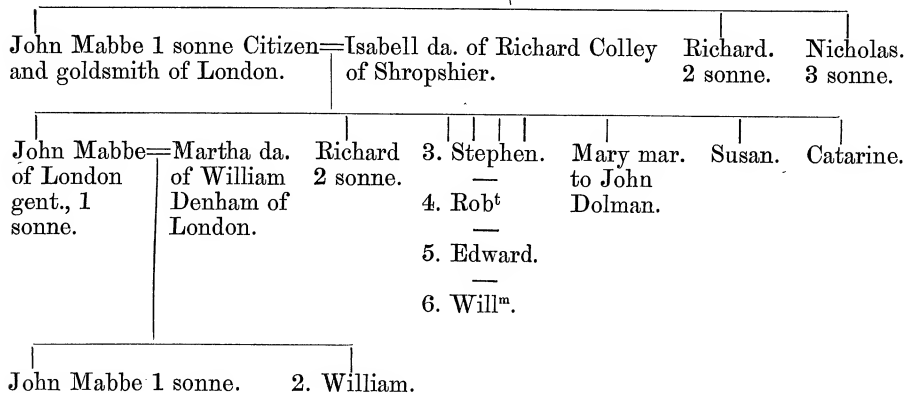 John Mabbe 1 sonne Citizen=Isabell da. of Richard Colley Richard. Nicholas.
and goldsmith of London. of Shropshier. 2 sonne. 3 sonne.
John Mabbe=Martha da. Richard 3. Stephen. Mary mar. Susan. Catarine.
of London of William 2 sonne. to John
gent., 1 Denham of 4. Robᵗ Dolman.
sonne. London.
5. Edward.
6. Willᵐ.
John Mabbe 1 sonne. 2. William.